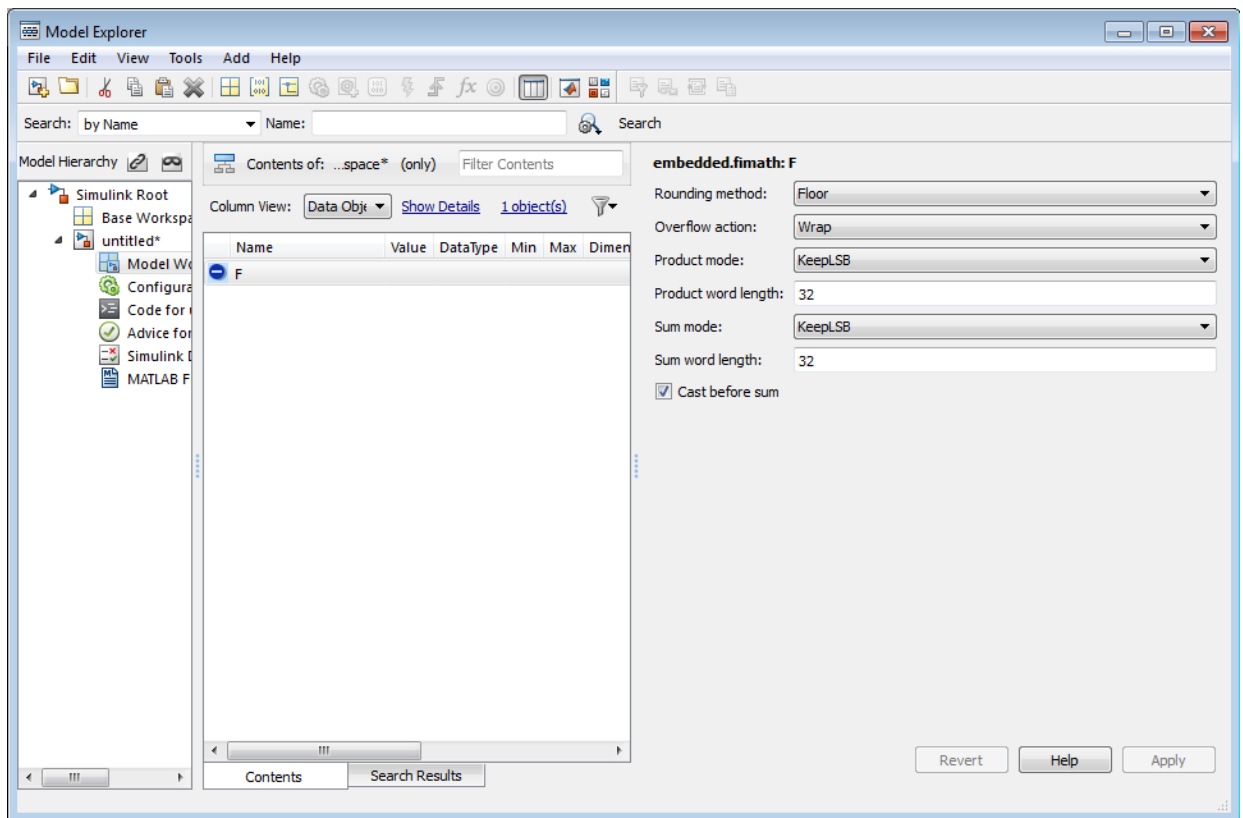 Model Explorer
File Edit View Tools Add Help
fx
Search: by Name Name: Search
Model Hierarchy
Simulink Root
Base Workspa
untitled*
Model Wo
Configura
Code for
Advice for
Simulink D
MATLAB F
Contents of: ...space* (only) Filter Contents
Column View: Data Obje Show Details 1 object(s)
Name Value DataType Min Max Dimen
F
Contents Search Results
embedded.fimath: F
Rounding method: Floor
Overflow action: Wrap
Product mode: KeepLSB
Product word length: 32
Sum mode: KeepLSB
Sum word length: 32
Cast before sum
Revert Help Apply